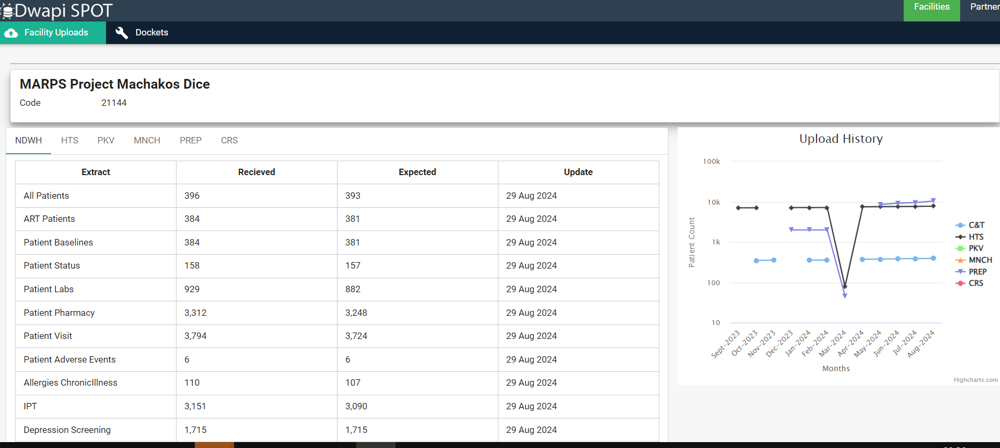 Dwapi SPOT
Facilities
Partner
Facility Uploads
Dockets
MARPS Project Machakos Dice
Code 21144
NDWH HTS PKV MNCH PREP CRS
Extract Recieved Expected Update
All Patients 396 393 29 Aug 2024
ART Patients 384 381 29 Aug 2024
Patient Baselines 384 381 29 Aug 2024
Patient Status 158 157 29 Aug 2024
Patient Labs 929 882 29 Aug 2024
Patient Pharmacy 3,312 3,248 29 Aug 2024
Patient Visit 3,794 3,724 29 Aug 2024
Patient Adverse Events 6 6 29 Aug 2024
Allergies ChronicIllness 110 107 29 Aug 2024
IPT 3,151 3,090 29 Aug 2024
Depression Screening 1,715 1,715 29 Aug 2024
Upload History
100k
10k
1k
100
10
Patient Count
Sept-2023
Oct-2023
Nov-2023
Dec-2023
Jan-2024
Feb-2024
Mar-2024
Apr-2024
May-2024
Jun-2024
Jul-2024
Aug-2024
Months
C&T
HTS
PKV
MNCH
PREP
CRS
Highcharts.com